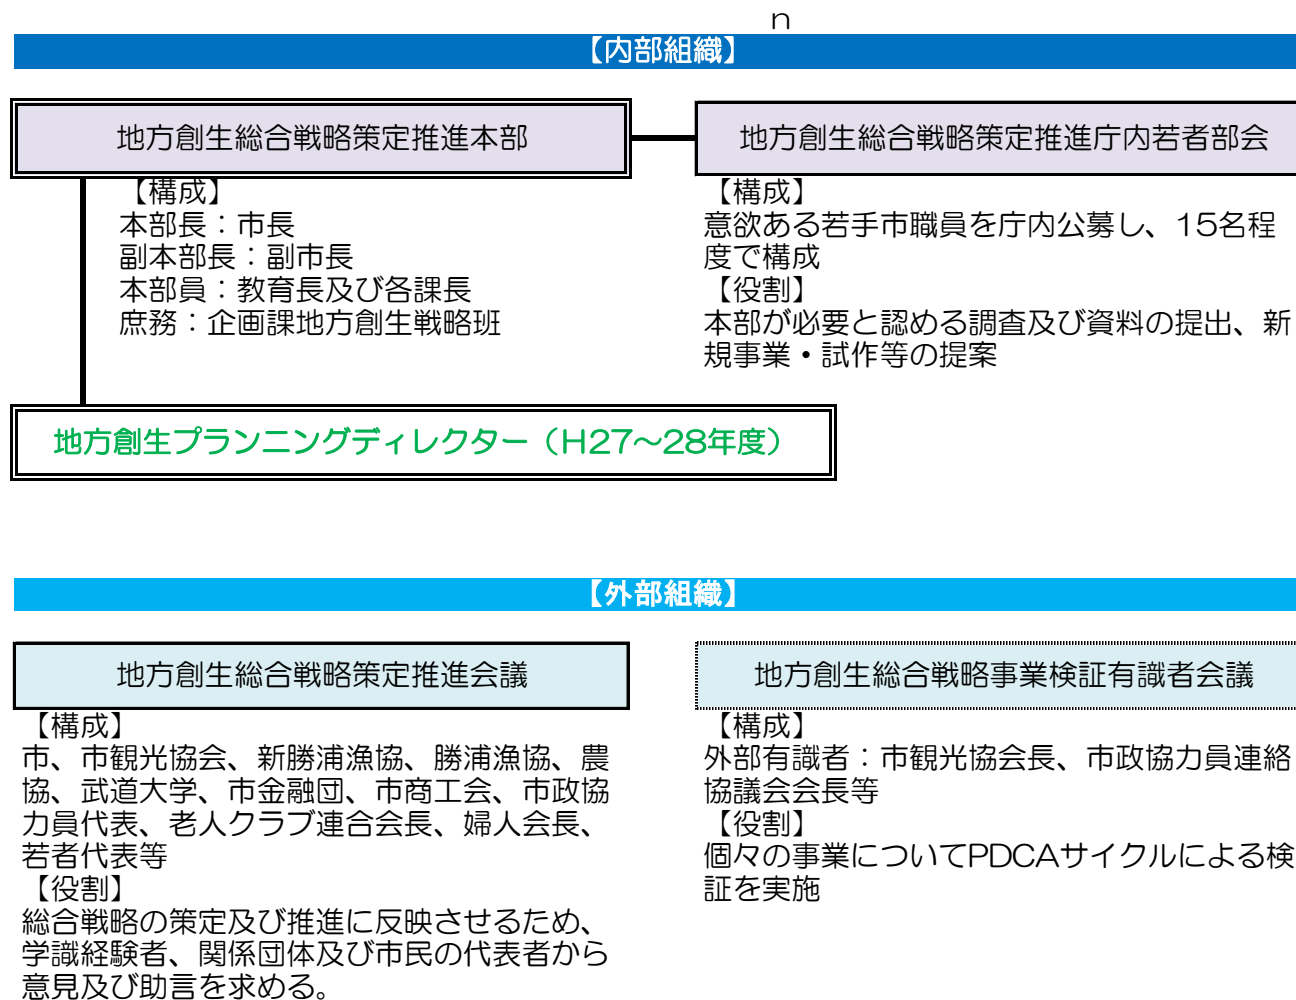 n
【内部組織】
地方創生総合戦略策定推進本部
【構成】
本部長：市長
副本部長：副市長
本部員：教育長及び各課長
庶務：企画課地方創生戦略班
地方創生総合戦略策定推進庁内若者部会
【構成】
意欲ある若手市職員を庁内公募し、15名程
度で構成
【役割】
本部が必要と認める調査及び資料の提出、新
規事業・試作等の提案
地方創生プランニングディレクター（H27～28年度）
【外部組織】
地方創生総合戦略策定推進会議
【構成】
市、市観光協会、新勝浦漁協、勝浦漁協、農
協、武道大学、市金融団、市商工会、市政協
力員代表、老人クラブ連合会長、婦人会長、
若者代表等
【役割】
総合戦略の策定及び推進に反映させるため、
学識経験者、関係団体及び市民の代表者から
意見及び助言を求める。
地方創生総合戦略事業検証有識者会議
【構成】
外部有識者：市観光協会長、市政協力員連絡
協議会会長等
【役割】
個々の事業についてPDCAサイクルによる検
証を実施